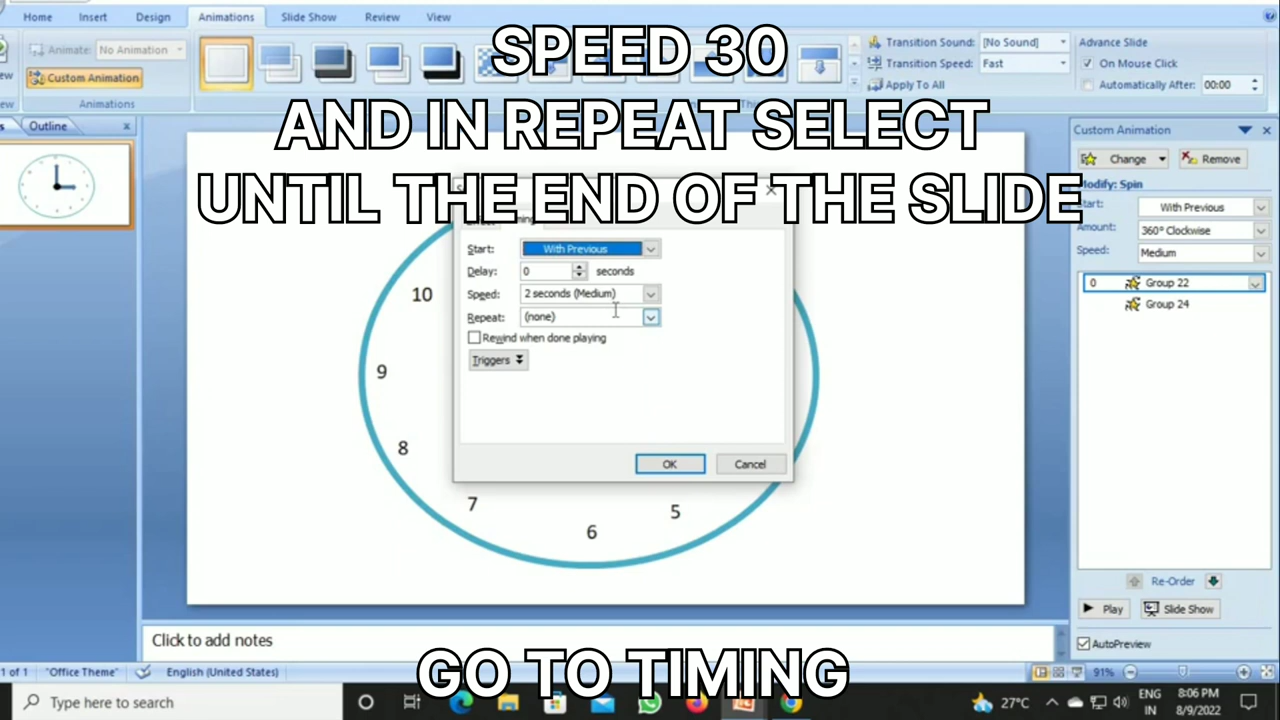 Home Insert Design Animations Slide Show Review View
SPEED 30
AND IN REPEAT SELECT
UNTIL THE END OF THE SLIDE
Animate: No Animation
Custom Animation
Animations
Transition Sound: [No Sound]
Transition Speed: Fast
Apply To All
Advance Slide
On Mouse Click
Automatically After: 00:00
Outline
Custom Animation
Change
Remove
Modify: Spin
Start: With Previous
Amount: 360° Clockwise
Speed: Medium
0 Group 22
Group 24
Start: With Previous
Delay: 0 seconds
Speed: 2 seconds (Medium)
Repeat: (none)
Rewind when done playing
Triggers
OK Cancel
10
9
8
7
6
5
Re-Order
Play
Slide Show
AutoPreview
Click to add notes
GO TO TIMING
1 of 1 "Office Theme" English (United States) 91%
Type here to search
27°C
ENG
IN
8:06 PM
8/9/2022